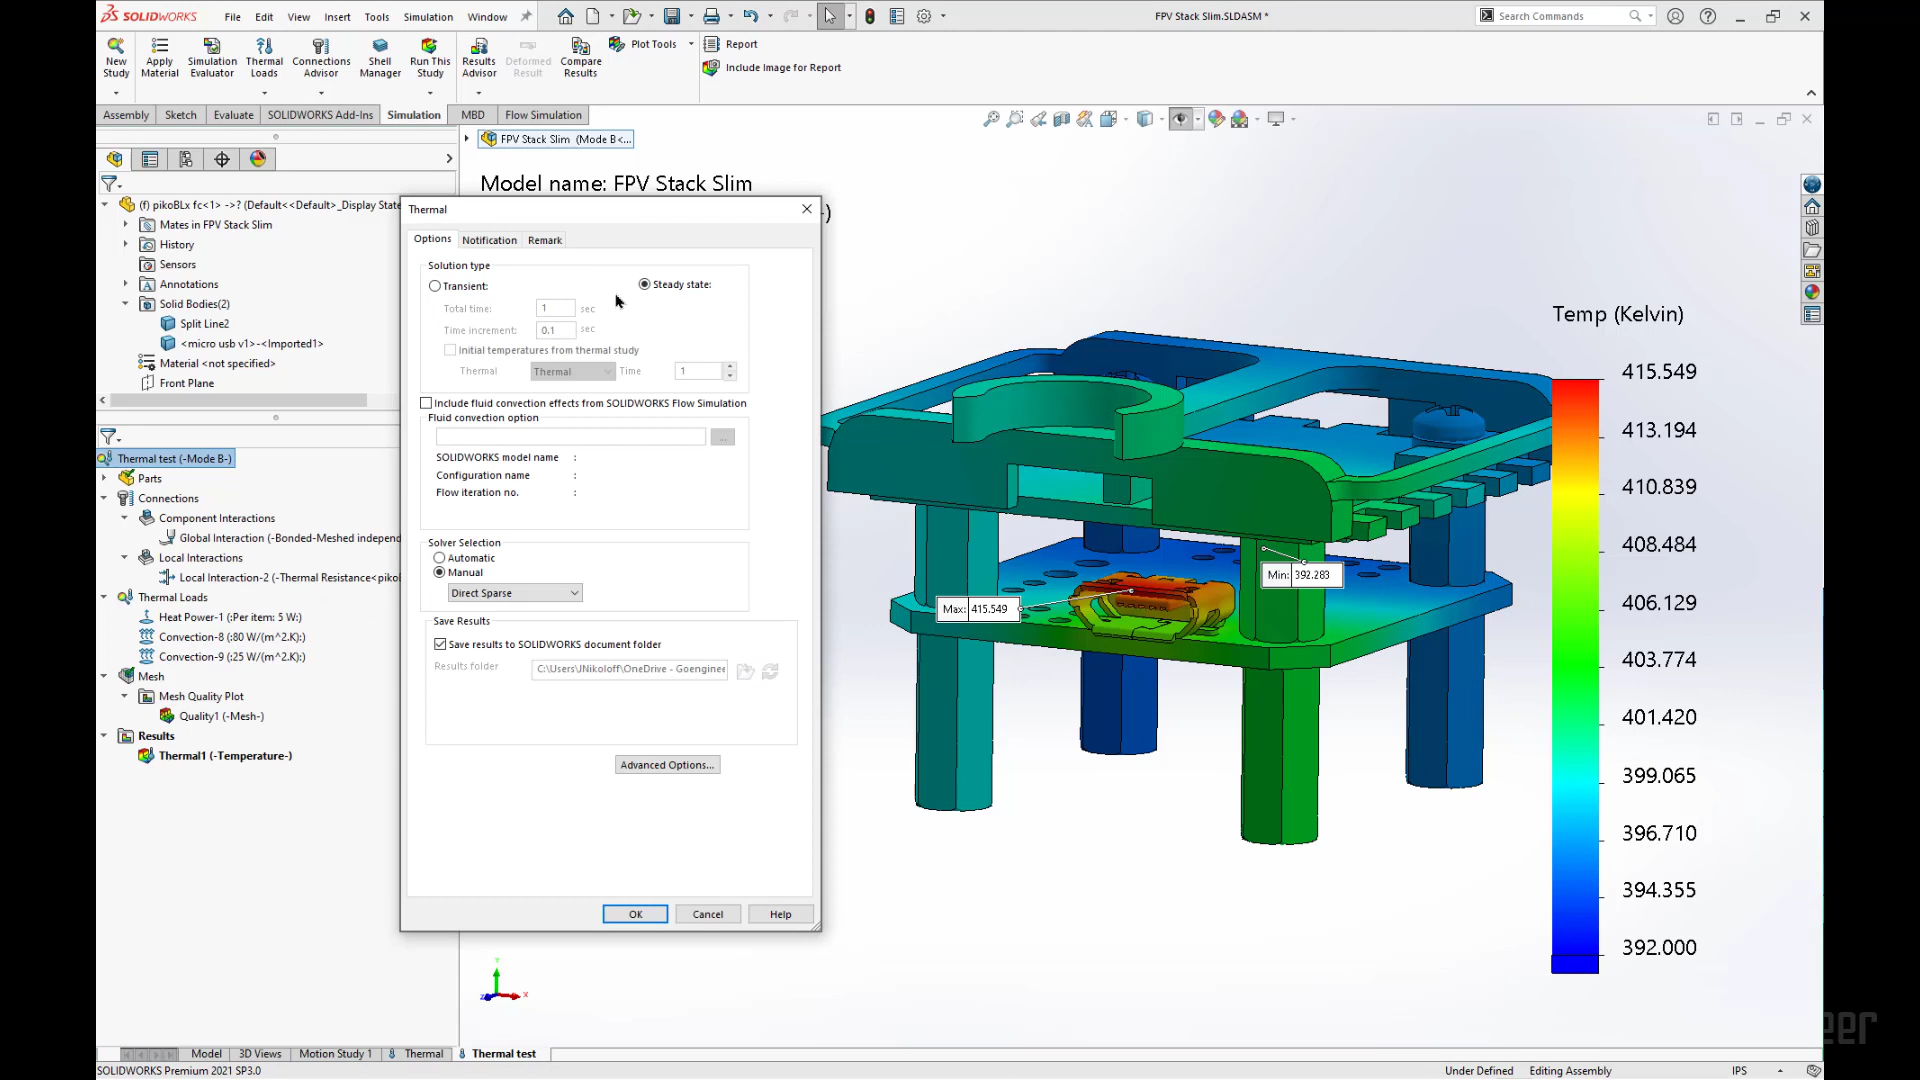 SOLIDWORKS
File Edit View Insert Tools Simulation Window
FPV Stack Slim.SLDASM *
Search Commands
New Study
Apply Material
Simulation Evaluator
Thermal Loads
Connections Advisor
Shell Manager
Run This Study
Results Advisor
Deformed Result
Compare Results
Plot Tools
Report
Include Image for Report
Assembly Sketch Evaluate SOLIDWORKS Add-Ins Simulation MBD Flow Simulation
FPV Stack Slim (Mode B<...
Model name: FPV Stack Slim
(f) pikoBLx fc<1> ->? (Default<<Default>_Display State
Mates in FPV Stack Slim
History
Sensors
Annotations
Solid Bodies(2)
Split Line2
<micro usb v1>-<Imported1>
Material <not specified>
Front Plane
Thermal test (-Mode B-)
Parts
Connections
Component Interactions
Global Interaction (-Bonded-Meshed independ
Local Interactions
Local Interaction-2 (-Thermal Resistance<piko
Thermal Loads
Heat Power-1 (:Per item: 5 W:)
Convection-8 (:80 W/(m^2.K):)
Convection-9 (:25 W/(m^2.K):)
Mesh
Mesh Quality Plot
Quality1 (-Mesh-)
Results
Thermal1 (-Temperature-)
Thermal
Options Notification Remark
Solution type
Transient: Steady state:
Total time: 1 sec
Time increment: 0.1 sec
Initial temperatures from thermal study
Thermal Thermal Time 1
Include fluid convection effects from SOLIDWORKS Flow Simulation
Fluid convection option
...
SOLIDWORKS model name :
Configuration name :
Flow iteration no. :
Solver Selection
Automatic
Manual
Direct Sparse
Save Results
Save results to SOLIDWORKS document folder
Results folder C:\Users\JNikoloff\OneDrive - Goenginee
Advanced Options...
OK Cancel Help
Temp (Kelvin)
415.549
413.194
410.839
408.484
406.129
403.774
401.420
399.065
396.710
394.355
392.000
Min: 392.283
Max: 415.549
Y
Z X
eer
Model 3D Views Motion Study 1 Thermal Thermal test
SOLIDWORKS Premium 2021 SP3.0
Under Defined Editing Assembly IPS